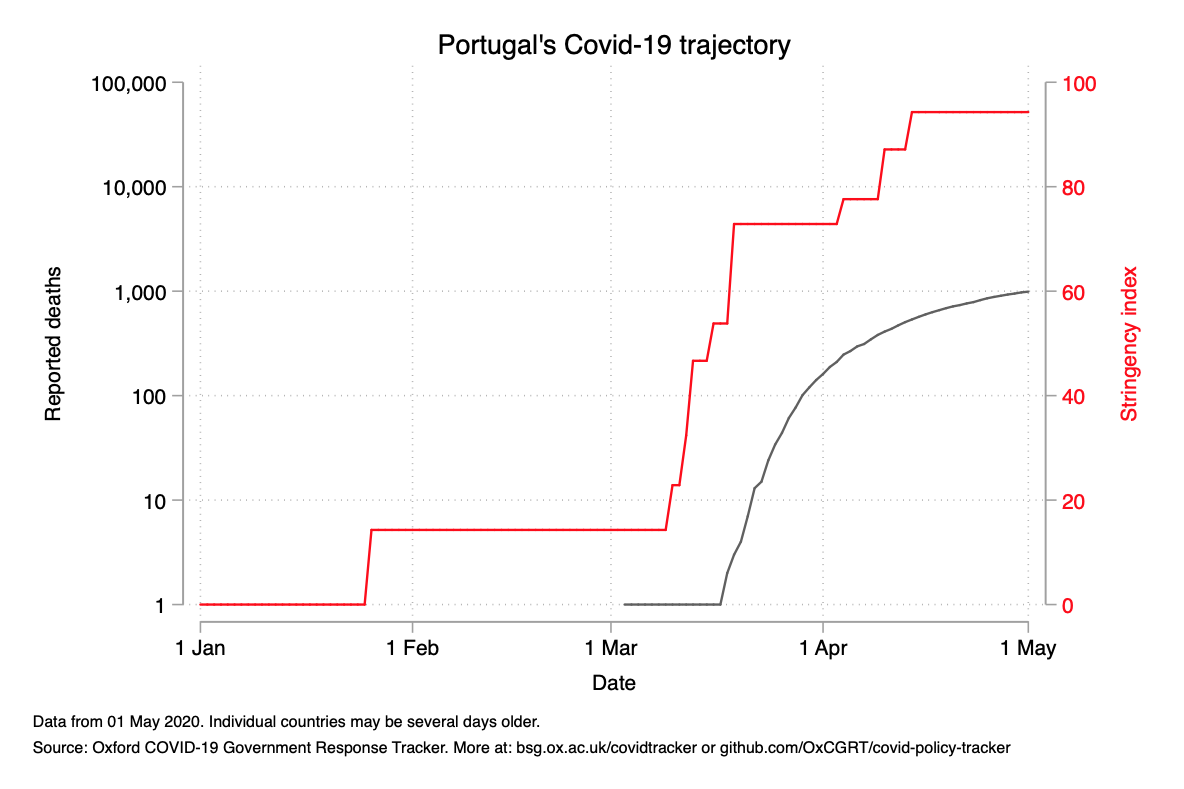 Portugal's Covid-19 trajectory
100,000
10,000
1,000
100
10
1
Reported deaths
100
80
60
40
20
0
Stringency index
1 Jan
1 Feb
1 Mar
1 Apr
1 May
Date
Data from 01 May 2020. Individual countries may be several days older.
Source: Oxford COVID-19 Government Response Tracker. More at: bsg.ox.ac.uk/covidtracker or github.com/OxCGRT/covid-policy-tracker